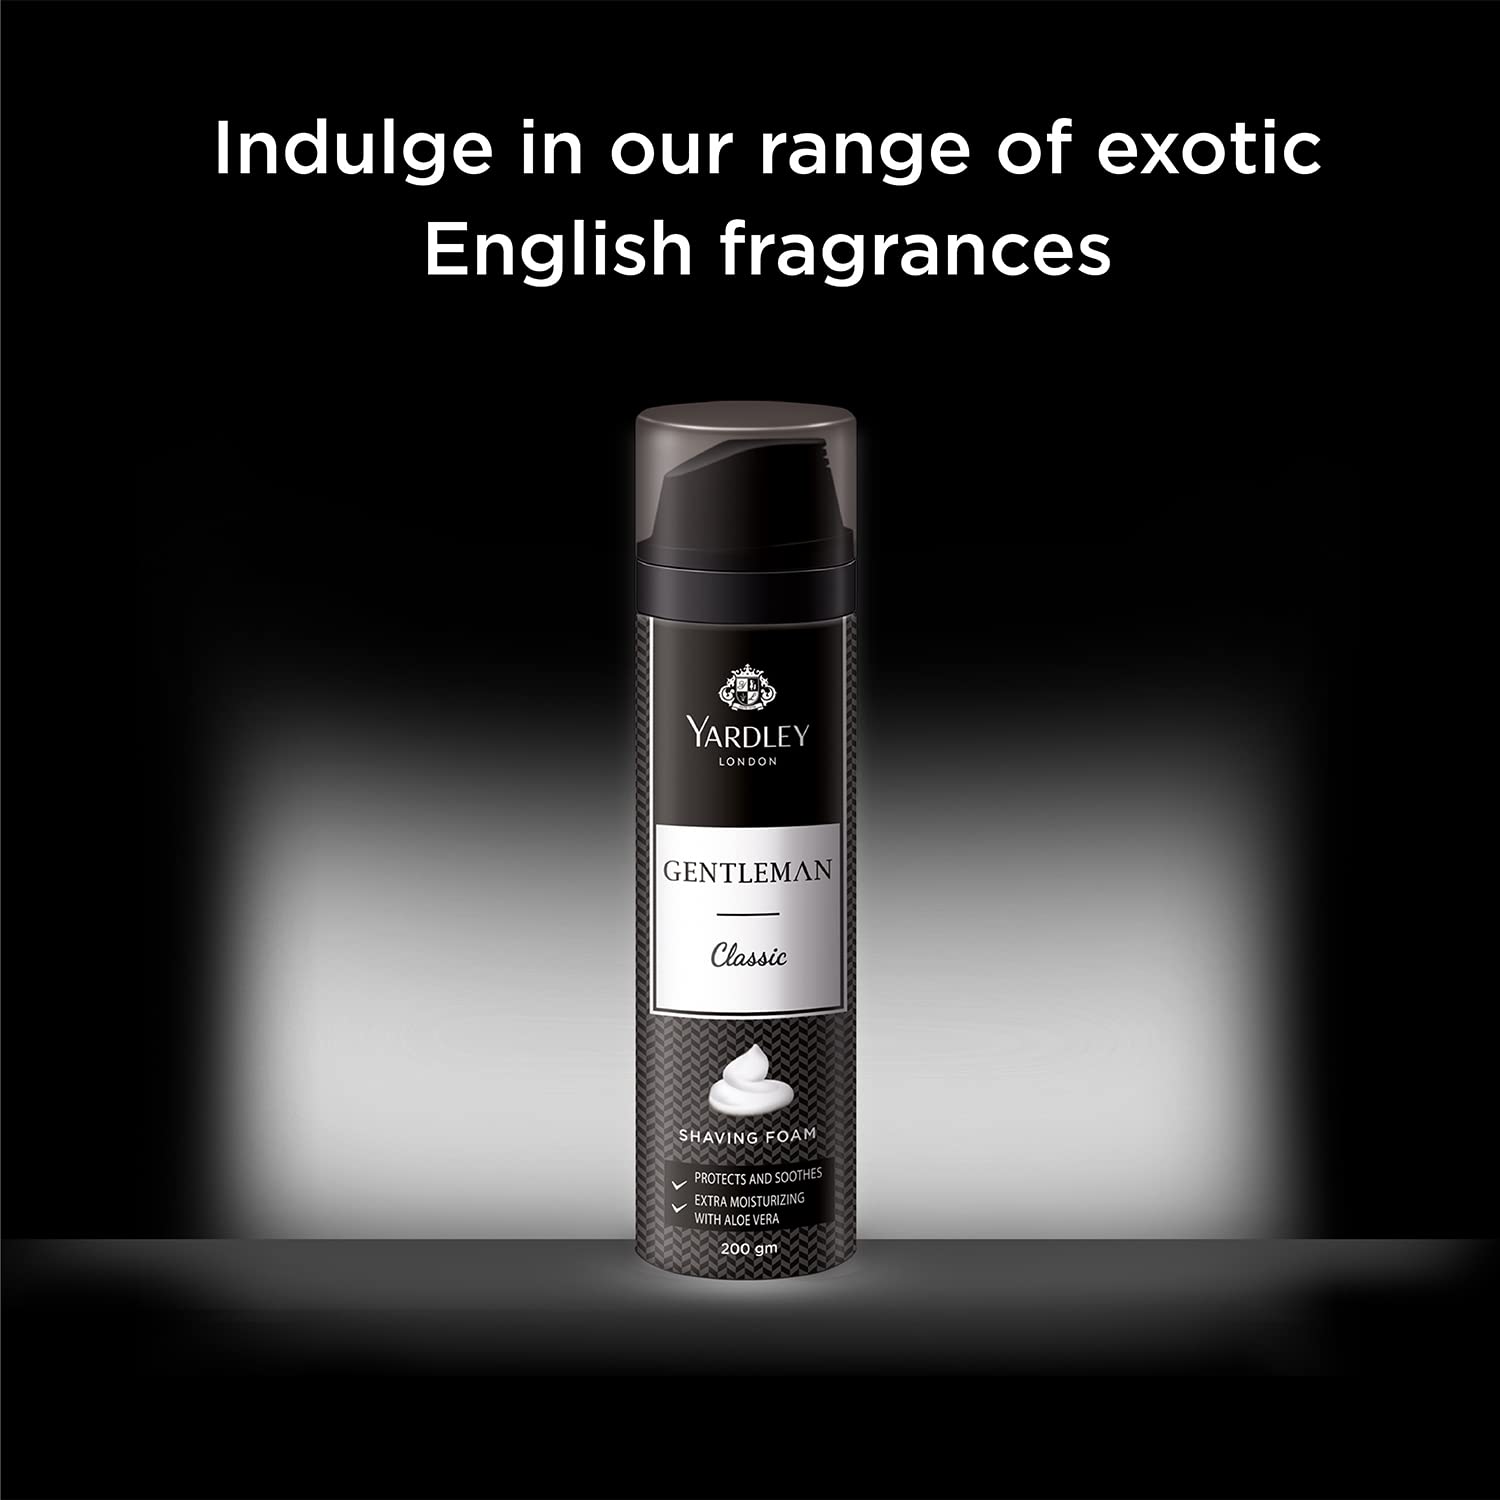 Indulge in our range of exotic
English fragrances
YARDLEY
LONDON
GENTLEMAN
Classic
SHAVING FOAM
PROTECTS AND SOOTHES
EXTRA MOISTURIZING
WITH ALOE VERA
200 gm